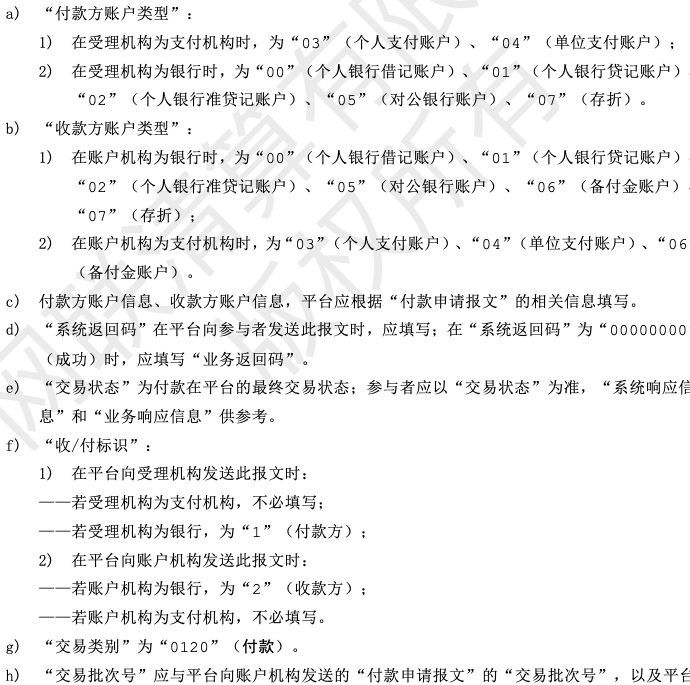 a) “付款方账户类型”:
1) 在受理机构为支付机构时，为“03”（个人支付账户）、“04”（单位支付账户）;
2) 在受理机构为银行时，为“00”（个人银行借记账户）、“01”（个人银行贷记账户）、
“02”（个人银行准贷记账户）、“05”（对公银行账户）、“07”（存折）。
b) “收款方账户类型”:
1) 在账户机构为银行时，为“00”（个人银行借记账户）、“01”（个人银行贷记账户）、
“02”（个人银行准贷记账户）、“05”（对公银行账户）、“06”（备付金账户）、
“07”（存折）;
2) 在账户机构为支付机构时，为“03”（个人支付账户）、“04”（单位支付账户）、“06
（备付金账户）。
c) 付款方账户信息、收款方账户信息，平台应根据“付款申请报文”的相关信息填写。
d) “系统返回码”在平台向参与者发送此报文时，应填写; 在“系统返回码”为“00000000
（成功）时，应填写“业务返回码”。
e) “交易状态”为付款在平台的最终交易状态; 参与者应以“交易状态”为准，“系统响应信
息”和“业务响应信息”供参考。
f) “收/付标识”:
1) 在平台向受理机构发送此报文时:
——若受理机构为支付机构，不必填写;
——若受理机构为银行，为“1”（付款方）;
2) 在平台向账户机构发送此报文时:
——若账户机构为银行，为“2”（收款方）;
——若账户机构为支付机构，不必填写。
g) “交易类别”为“0120”（付款）。
h) “交易批次号”应与平台向账户机构发送的“付款申请报文”的“交易批次号”，以及平台
网联清算有限
版权所有